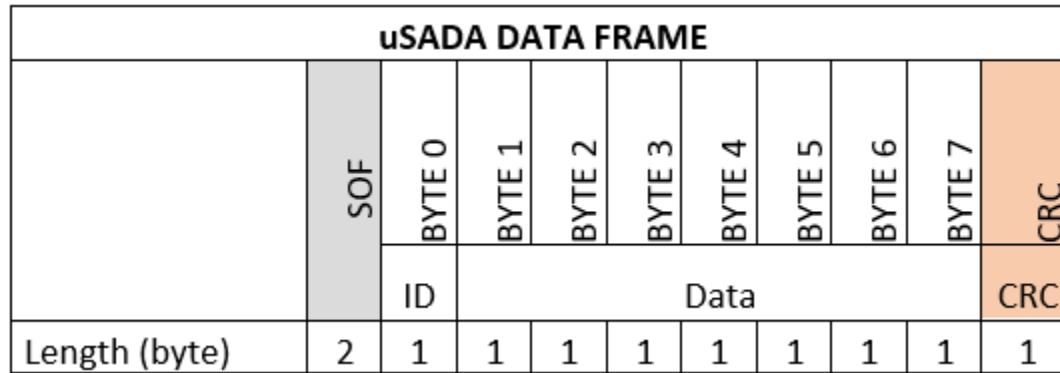 uSADA DATA FRAME
SOF BYTE 0 BYTE 1 BYTE 2 BYTE 3 BYTE 4 BYTE 5 BYTE 6 BYTE 7 CRC
ID Data CRC
Length (byte) 2 1 1 1 1 1 1 1 1 1